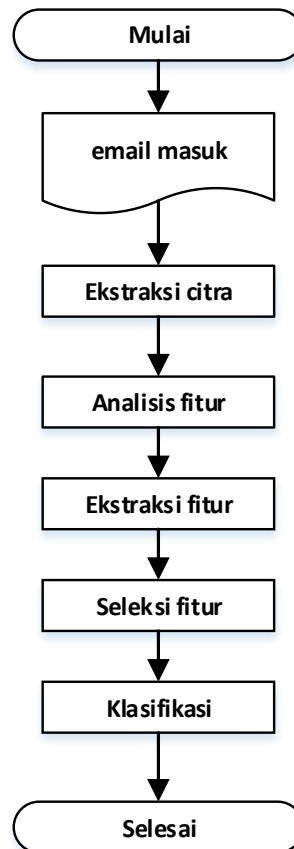 Mulai
email masuk
Ekstraksi citra
Analisis fitur
Ekstraksi fitur
Seleksi fitur
Klasifikasi
Selesai